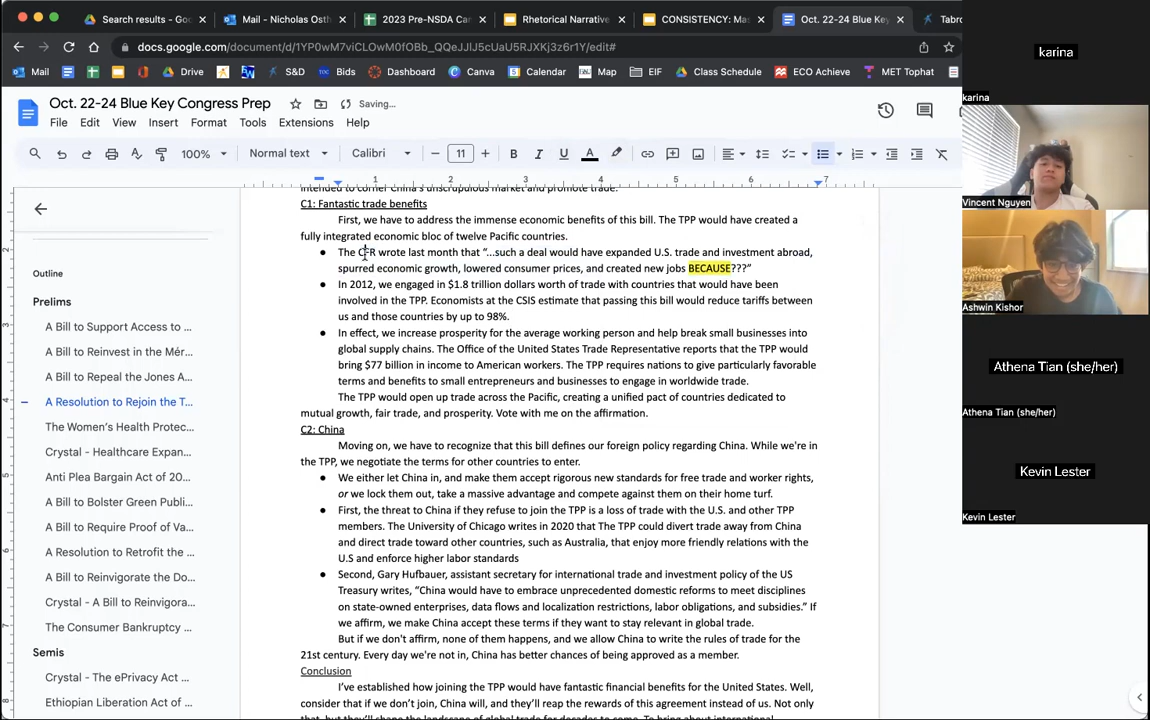 Search results - Goo
Mail - Nicholas Osth
2023 Pre-NSDA Car
Rhetorical Narrative
CONSISTENCY: Mas
Oct. 22-24 Blue Key
Tabro
docs.google.com/document/d/1YP0wM7viCLOwM0fOBb_QQeJJIJ5cUaU5RJXKj3z6r1Y/edit#
Mail
Drive
S&D
Bids
Dashboard
Canva
Calendar
Map
EIF
Class Schedule
ECO Achieve
MET Tophat
Oct. 22-24 Blue Key Congress Prep
Saving...
File Edit View Insert Format Tools Extensions Help
100% Normal text Calibri 11
1 3 4 5 6 7
C1: Fantastic trade benefits
First, we have to address the immense economic benefits of this bill. The TPP would have created a
fully integrated economic bloc of twelve Pacific countries.
● The CFR wrote last month that “...such a deal would have expanded U.S. trade and investment abroad,
spurred economic growth, lowered consumer prices, and created new jobs BECAUSE???”
● In 2012, we engaged in $1.8 trillion dollars worth of trade with countries that would have been
involved in the TPP. Economists at the CSIS estimate that passing this bill would reduce tariffs between
us and those countries by up to 98%.
● In effect, we increase prosperity for the average working person and help break small businesses into
global supply chains. The Office of the United States Trade Representative reports that the TPP would
bring $77 billion in income to American workers. The TPP requires nations to give particularly favorable
terms and benefits to small entrepreneurs and businesses to engage in worldwide trade.
The TPP would open up trade across the Pacific, creating a unified pact of countries dedicated to
mutual growth, fair trade, and prosperity. Vote with me on the affirmation.
C2: China
Moving on, we have to recognize that this bill defines our foreign policy regarding China. While we're in
the TPP, we negotiate the terms for other countries to enter.
● We either let China in, and make them accept rigorous new standards for free trade and worker rights,
or we lock them out, take a massive advantage and compete against them on their home turf.
● First, the threat to China if they refuse to join the TPP is a loss of trade with the U.S. and other TPP
members. The University of Chicago writes in 2020 that The TPP could divert trade away from China
and direct trade toward other countries, such as Australia, that enjoy more friendly relations with the
U.S and enforce higher labor standards
● Second, Gary Hufbauer, assistant secretary for international trade and investment policy of the US
Treasury writes, “China would have to embrace unprecedented domestic reforms to meet disciplines
on state-owned enterprises, data flows and localization restrictions, labor obligations, and subsidies.” If
we affirm, we make China accept these terms if they want to stay relevant in global trade.
But if we don't affirm, none of them happens, and we allow China to write the rules of trade for the
21st century. Every day we're not in, China has better chances of being approved as a member.
Conclusion
I've established how joining the TPP would have fantastic financial benefits for the United States. Well,
consider that if we don't join, China will, and they'll reap the rewards of this agreement instead of us. Not only
Outline
Prelims
A Bill to Support Access to ...
A Bill to Reinvest in the Mér...
A Bill to Repeal the Jones A...
A Resolution to Rejoin the T...
The Women's Health Protec...
Crystal - Healthcare Expan...
Anti Plea Bargain Act of 20...
A Bill to Bolster Green Publi...
A Bill to Require Proof of Va...
A Resolution to Retrofit the ...
A Bill to Reinvigorate the Do...
Crystal - A Bill to Reinvigora...
The Consumer Bankruptcy ...
Semis
Crystal - The ePrivacy Act ...
Ethiopian Liberation Act of ...
karina
karina
Vincent Nguyen
Ashwin Kishor
Athena Tian (she/her)
Athena Tian (she/her)
Kevin Lester
Kevin Lester